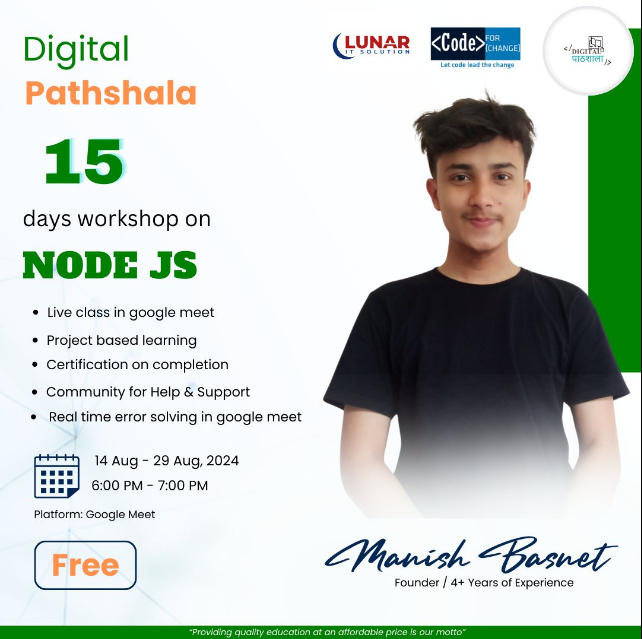 Digital
Pathshala
15
days workshop on
NODE JS
• Live class in google meet
• Project based learning
• Certification on completion
• Community for Help & Support
• Real time error solving in google meet
14 Aug - 29 Aug, 2024
6:00 PM - 7:00 PM
Platform: Google Meet
Free
LUNAR
IT SOLUTION
<Code>FOR
{CHANGE}
Let code lead the change
</DIGITAL
पाठशाला/>
Manish Basnet
Founder / 4+ Years of Experience
“Providing quality education at an affordable price is our motto”